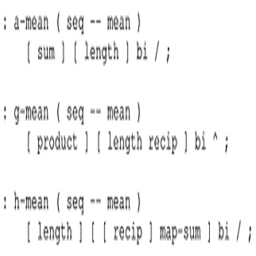 : a-mean ( seq -- mean )
[ sum ] [ length ] bi / ;
: g-mean ( seq -- mean )
[ product ] [ length recip ] bi ^ ;
: h-mean ( seq -- mean )
[ length ] [ [ recip ] map-sum ] bi / ;